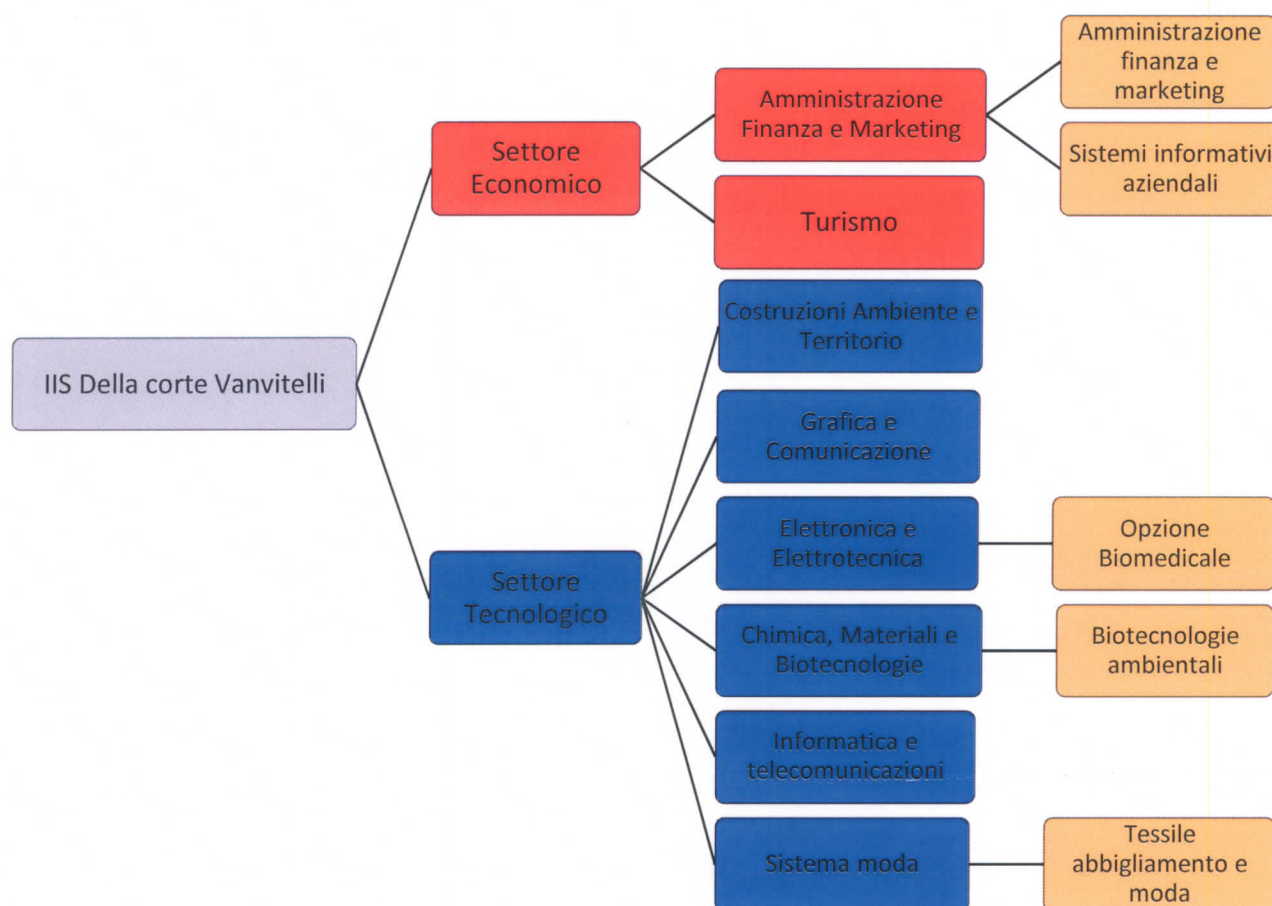 IIS Della corte Vanvitelli
Settore
Economico
Amministrazione
Finanza e Marketing
Amministrazione
finanza e
marketing
Sistemi informativi
aziendali
Turismo
Settore
Tecnologico
Costruzioni Ambiente e
Territorio
Grafica e
Comunicazione
Elettronica e
Elettrotecnica
Opzione
Biomedicale
Chimica, Materiali e
Biotecnologie
Biotecnologie
ambientali
Informatica e
telecomunicazioni
Sistema moda
Tessile
abbigliamento e
moda